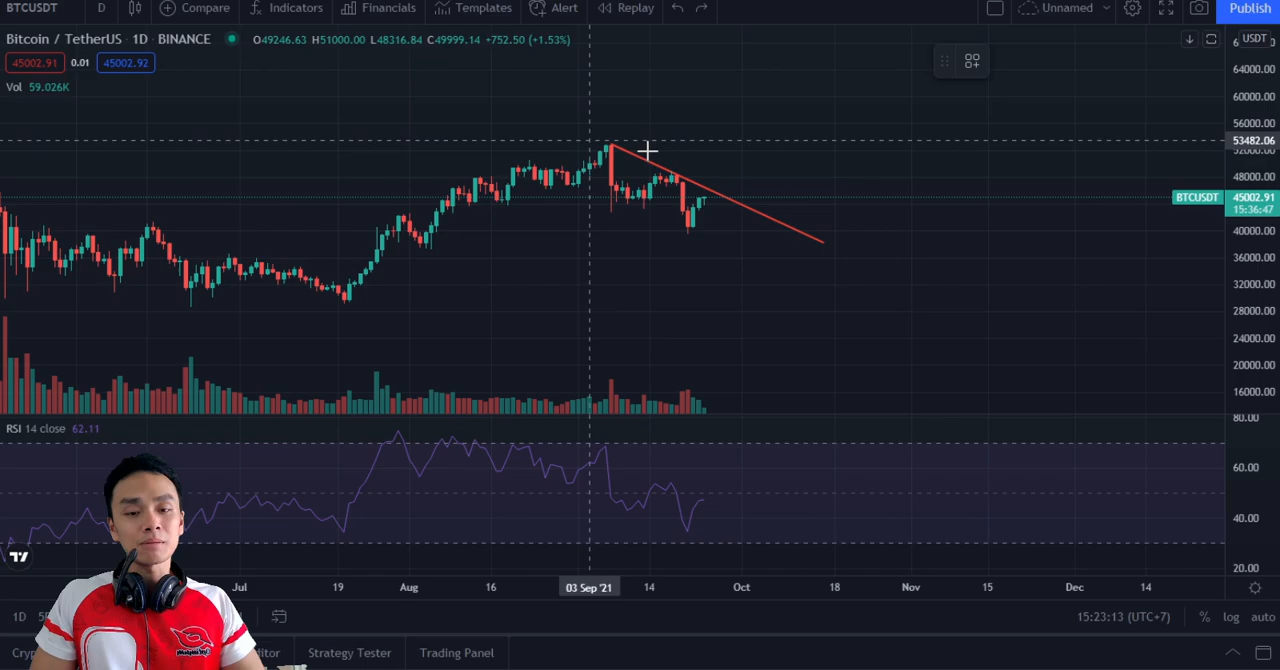 BTCUSDT D Compare Indicators Financials Templates Alert Replay Unnamed Publish
Bitcoin / TetherUS · 1D · BINANCE O49246.63 H51000.00 L48316.84 C49999.14 +752.50 (+1.53%) USDT
45002.91 0.01 45002.92
Vol 59.026K
64000.00
60000.00
56000.00
53482.06
52000.00
48000.00
BTCUSDT 45002.91
15:36:47
40000.00
36000.00
32000.00
28000.00
24000.00
20000.00
16000.00
80.00
RSI 14 close 62.11
60.00
40.00
20.00
Jul 19 Aug 16 03 Sep '21 14 Oct 18 Nov 15 Dec 14
1D 15:23:13 (UTC+7) % log auto
Strategy Tester Trading Panel